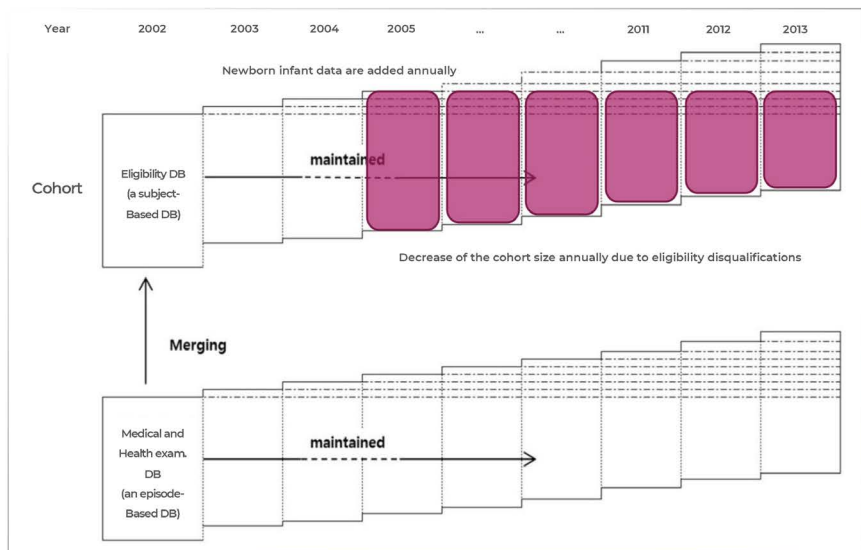 Year 2002 2003 2004 2005 ... ... 2011 2012 2013
Newborn infant data are added annually
maintained
Cohort
Eligibility DB
(a subject-
Based DB)
Decrease of the cohort size annually due to eligibility disqualifications
Merging
Medical and
Health exam.
DB
(an episode-
Based DB)
maintained